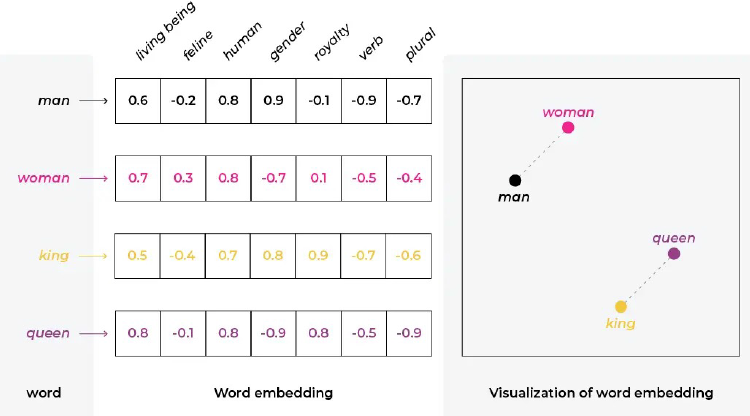 living being feline human gender royalty verb plural
man 0.6 -0.2 0.8 0.9 -0.1 -0.9 -0.7
woman 0.7 0.3 0.8 -0.7 0.1 -0.5 -0.4
king 0.5 -0.4 0.7 0.8 0.9 -0.7 -0.6
queen 0.8 -0.1 0.8 -0.9 0.8 -0.5 -0.9
word Word embedding
woman
man
queen
king
Visualization of word embedding